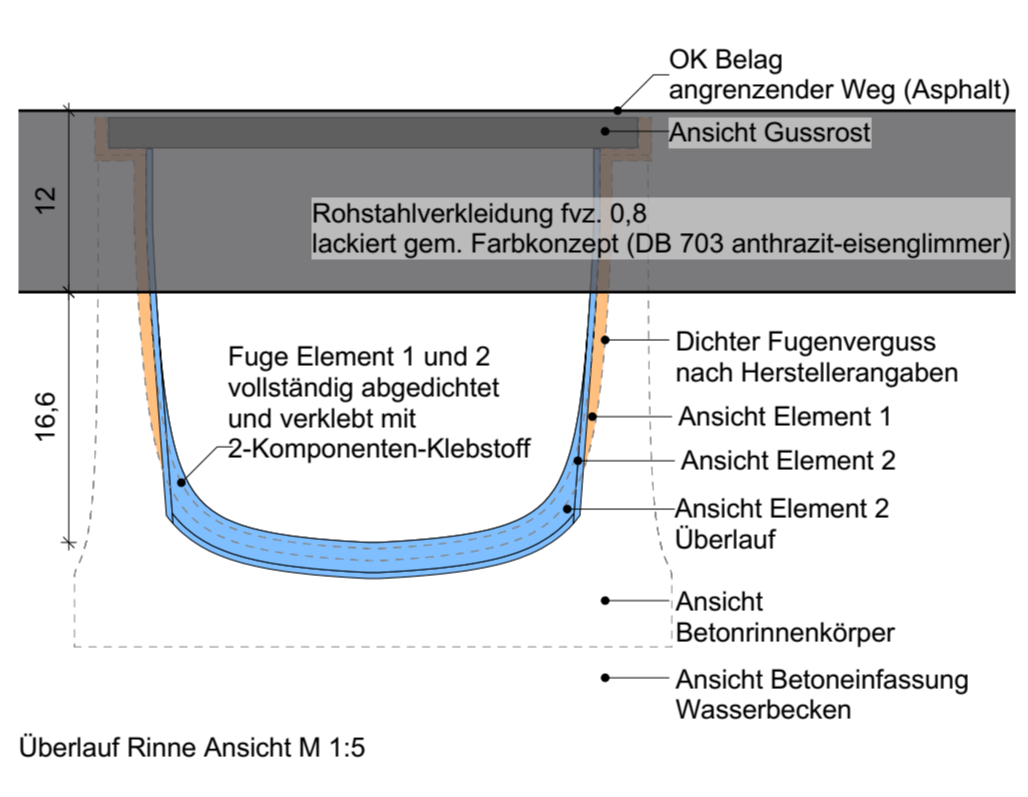 OK Belag
angrenzender Weg (Asphalt)
Ansicht Gussrost
12
Rohstahlverkleidung fvz. 0,8
lackiert gem. Farbkonzept (DB 703 anthrazit-eisenglimmer)
Dichter Fugenverguss
nach Herstellerangaben
Fuge Element 1 und 2
vollständig abgedichtet
und verklebt mit
2-Komponenten-Klebstoff
16,6
Ansicht Element 1
Ansicht Element 2
Ansicht Element 2
Überlauf
Ansicht
Betonrinnenkörper
Ansicht Betoneinfassung
Wasserbecken
Überlauf Rinne Ansicht M 1:5